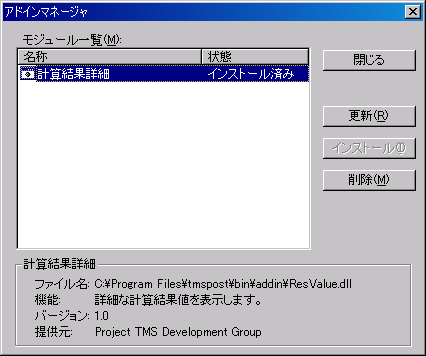 アドインマネージャ
モジュール一覧(M):
名称 状態
計算結果詳細 インストール済み
閉じる
更新(R)
インストール(I)
削除(M)
計算結果詳細
ファイル名: C:¥Program Files¥tmspost¥bin¥addin¥ResValue.dll
機能: 詳細な計算結果値を表示します。
バージョン: 1.0
提供元: Project TMS Development Group